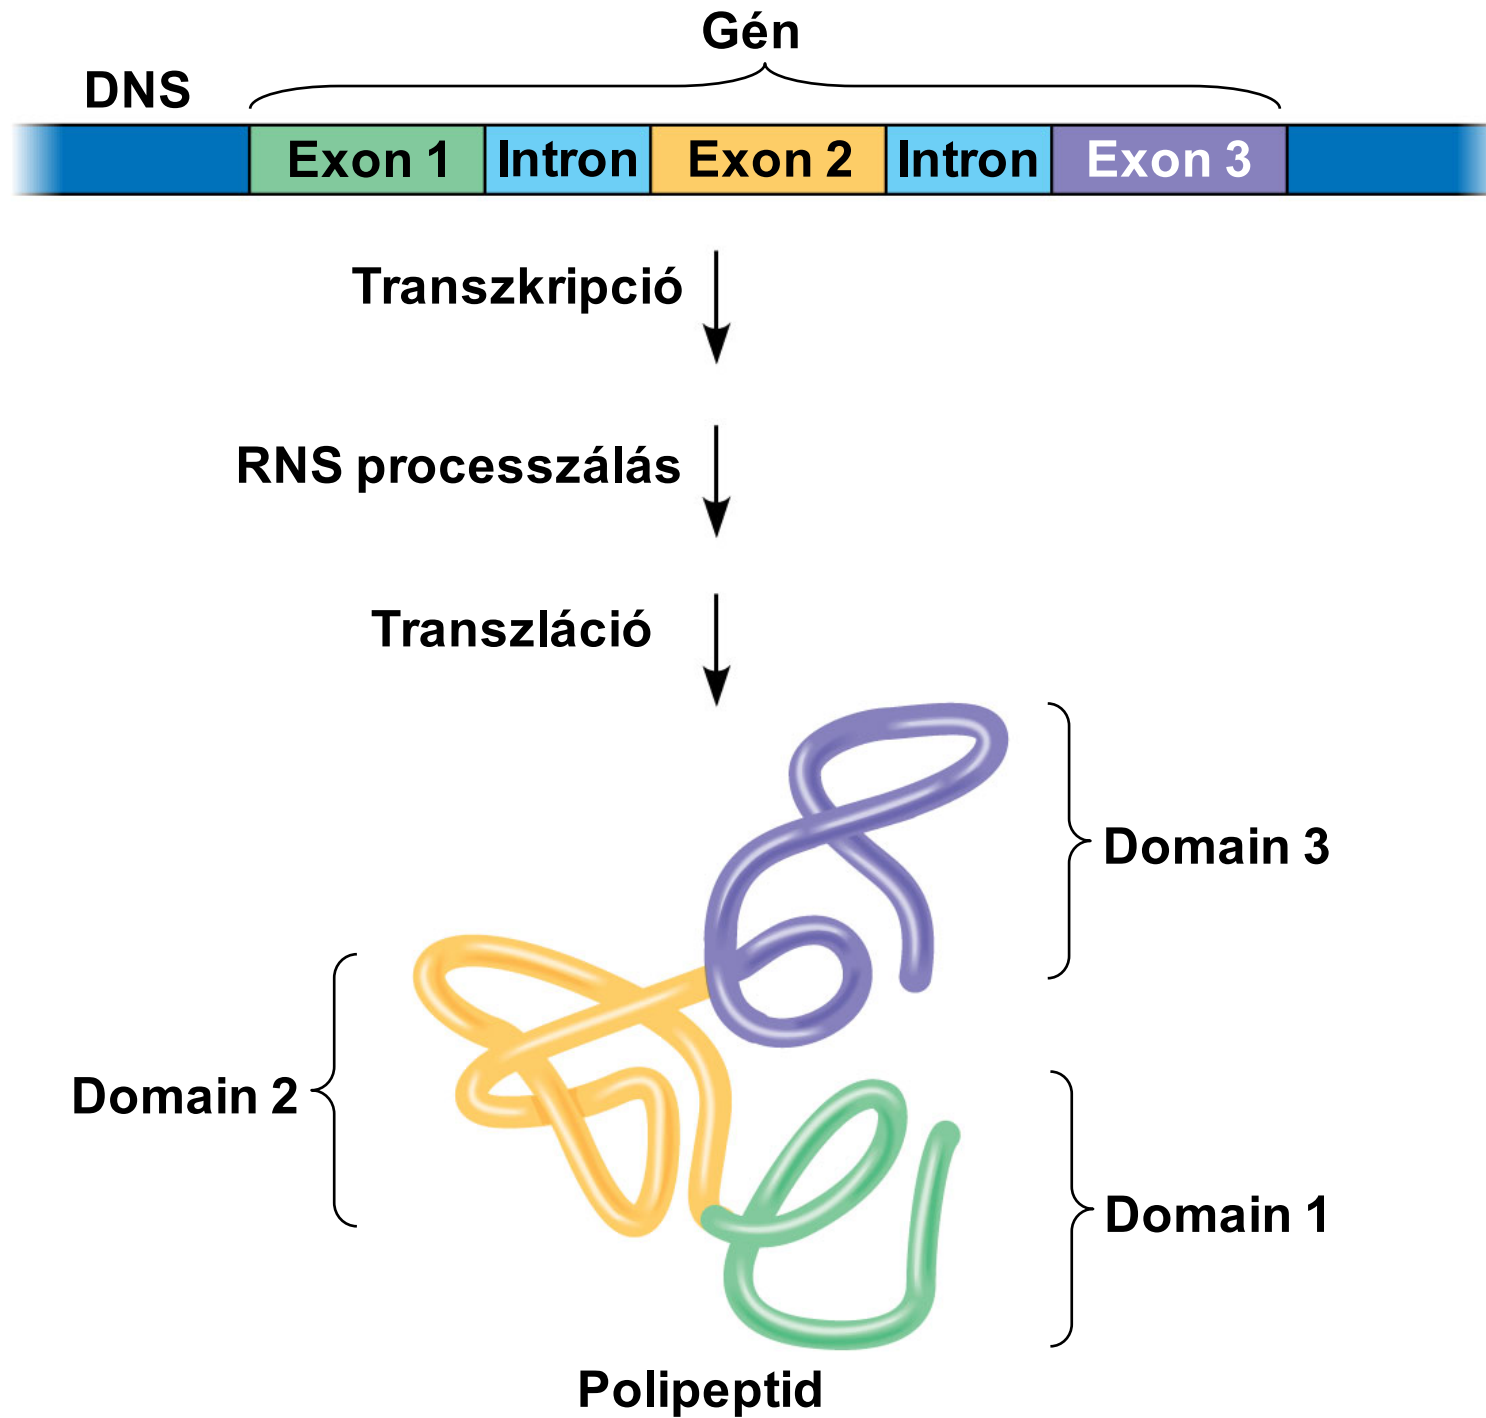 Gén
DNS
Exon 1 Intron Exon 2 Intron Exon 3
Transzkripció
RNS processzálás
Transzláció
Domain 3
Domain 2
Domain 1
Polipeptid